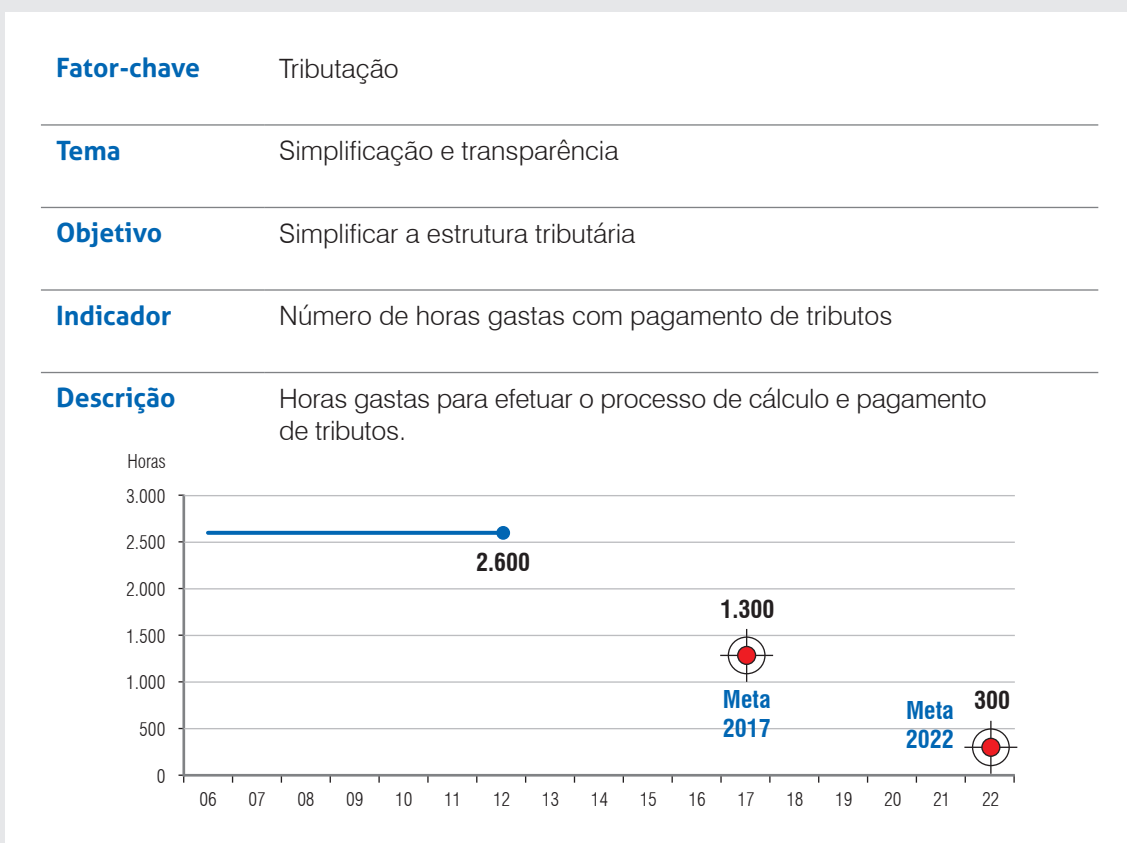 Fator-chave Tributação
Tema Simplificação e transparência
Objetivo Simplificar a estrutura tributária
Indicador Número de horas gastas com pagamento de tributos
Descrição Horas gastas para efetuar o processo de cálculo e pagamento
de tributos.
Horas
3.000
2.500
2.600
2.000
1.300
1.500
1.000
Meta
2017
300
Meta
2022
500
0
06 07 08 09 10 11 12 13 14 15 16 17 18 19 20 21 22